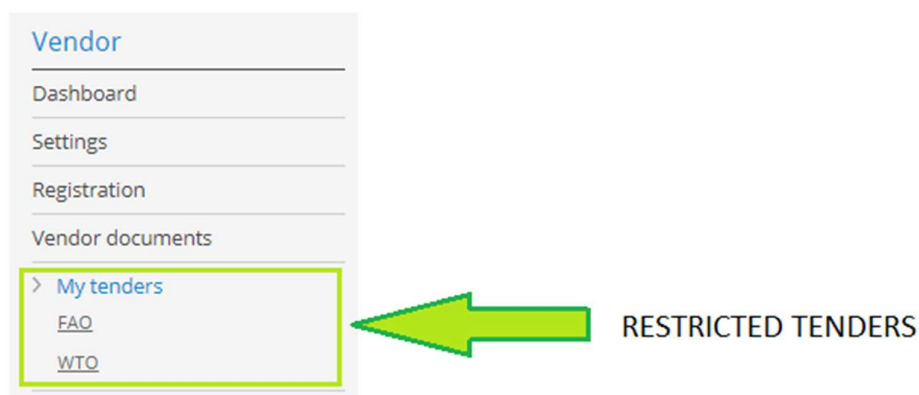 Vendor
Dashboard
Settings
Registration
Vendor documents
> My tenders
FAO
WTO
RESTRICTED TENDERS